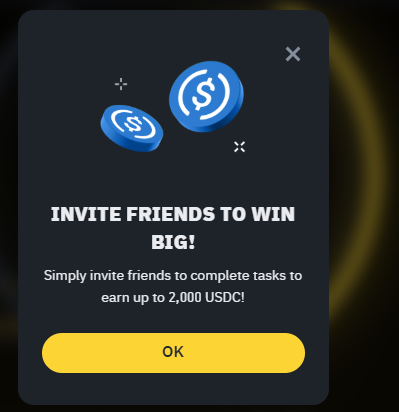 INVITE FRIENDS TO WIN
BIG!
Simply invite friends to complete tasks to
earn up to 2,000 USDC!
OK